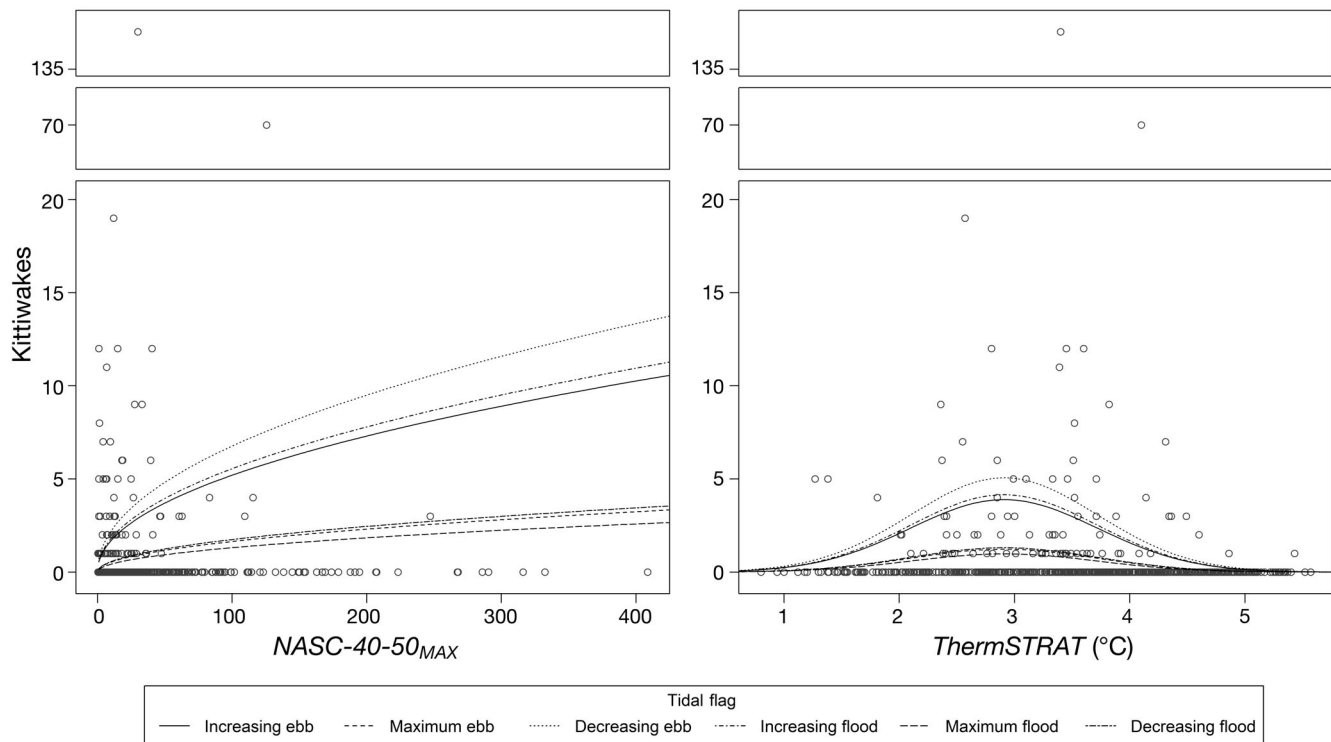 135
135
70
70
20
20
15
15
10
10
5
5
0
0
Kittiwakes
0 100 200 300 400
1 2 3 4 5
NASC-40-50MAX
ThermSTRAT (°C)
Tidal flag
Increasing ebb Maximum ebb Decreasing ebb Increasing flood Maximum flood Decreasing flood